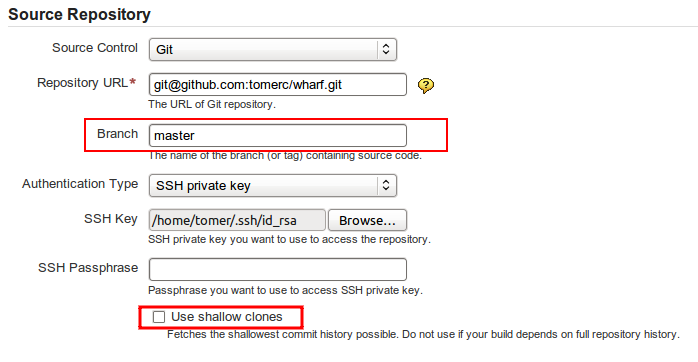 Source Repository
Source Control Git
Repository URL* git@github.com:tomerc/wharf.git ?
The URL of Git repository.
Branch master
The name of the branch (or tag) containing source code.
Authentication Type SSH private key
SSH Key /home/tomer/.ssh/id_rsa Browse...
SSH private key you want to use to access the repository.
SSH Passphrase
Passphrase you want to use to access SSH private key.
Use shallow clones
Fetches the shallowest commit history possible. Do not use if your build depends on full repository history.